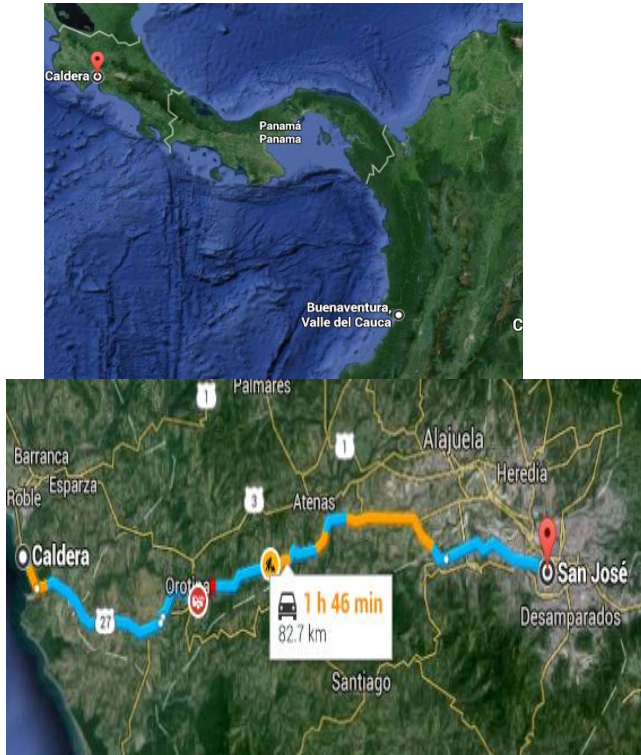 Caldera
Panamá
Panama
Buenaventura,
Valle del Cauca
C
Palmares
1
Alajuela
1
Barranca
Heredia
Roble
Esparza
3
Atenas
Caldera
Orotina
San José
1 h 46 min
27
82.7 km
Desamparados
Santiago